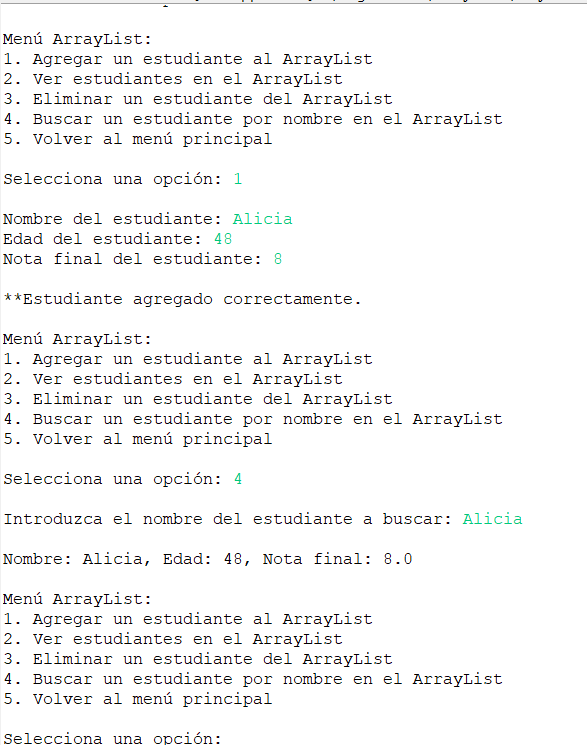 Menú ArrayList:
1. Agregar un estudiante al ArrayList
2. Ver estudiantes en el ArrayList
3. Eliminar un estudiante del ArrayList
4. Buscar un estudiante por nombre en el ArrayList
5. Volver al menú principal
Selecciona una opción: 1
Nombre del estudiante: Alicia
Edad del estudiante: 48
Nota final del estudiante: 8
**Estudiante agregado correctamente.
Menú ArrayList:
1. Agregar un estudiante al ArrayList
2. Ver estudiantes en el ArrayList
3. Eliminar un estudiante del ArrayList
4. Buscar un estudiante por nombre en el ArrayList
5. Volver al menú principal
Selecciona una opción: 4
Introduzca el nombre del estudiante a buscar: Alicia
Nombre: Alicia, Edad: 48, Nota final: 8.0
Menú ArrayList:
1. Agregar un estudiante al ArrayList
2. Ver estudiantes en el ArrayList
3. Eliminar un estudiante del ArrayList
4. Buscar un estudiante por nombre en el ArrayList
5. Volver al menú principal
Selecciona una opción: